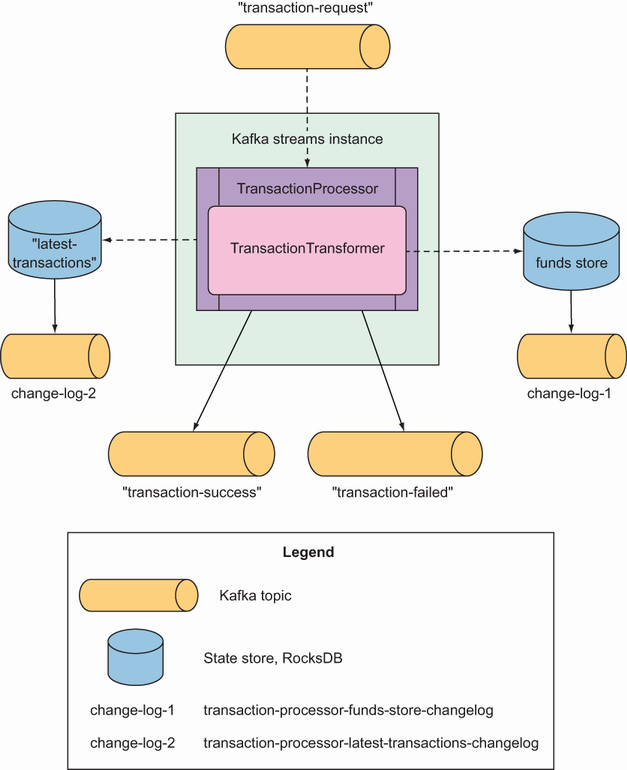 "transaction-request"
Kafka streams instance
TransactionProcessor
TransactionTransformer
"latest-
transactions"
funds store
change-log-2
change-log-1
"transaction-success"
"transaction-failed"
Legend
Kafka topic
State store, RocksDB
change-log-1 transaction-processor-funds-store-changelog
change-log-2 transaction-processor-latest-transactions-changelog